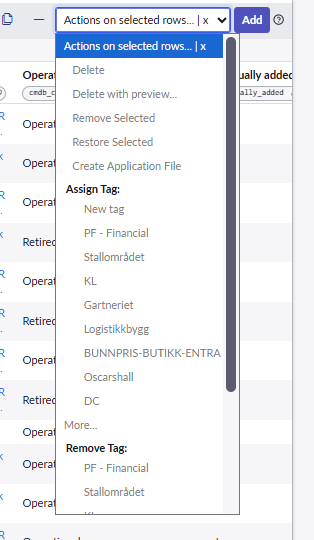 Actions on selected rows... | x
Add
Actions on selected rows... | x
Delete
Delete with preview...
Remove Selected
Restore Selected
Create Application File
Assign Tag:
New tag
PF - Financial
Stallområdet
KL
Gartneriet
Logistikkbygg
BUNNPRIS-BUTIKK-ENTRA
Oscarshall
DC
More...
Remove Tag:
PF - Financial
Stallområdet
Operat
ually added
cmdb_c
ally_added
R
Operat
k
Operat
R
Operat
k
Retired
R
Operat
R
Retired
R
Operat
R
Retired
Operat
k
Operat
k
Operat
R